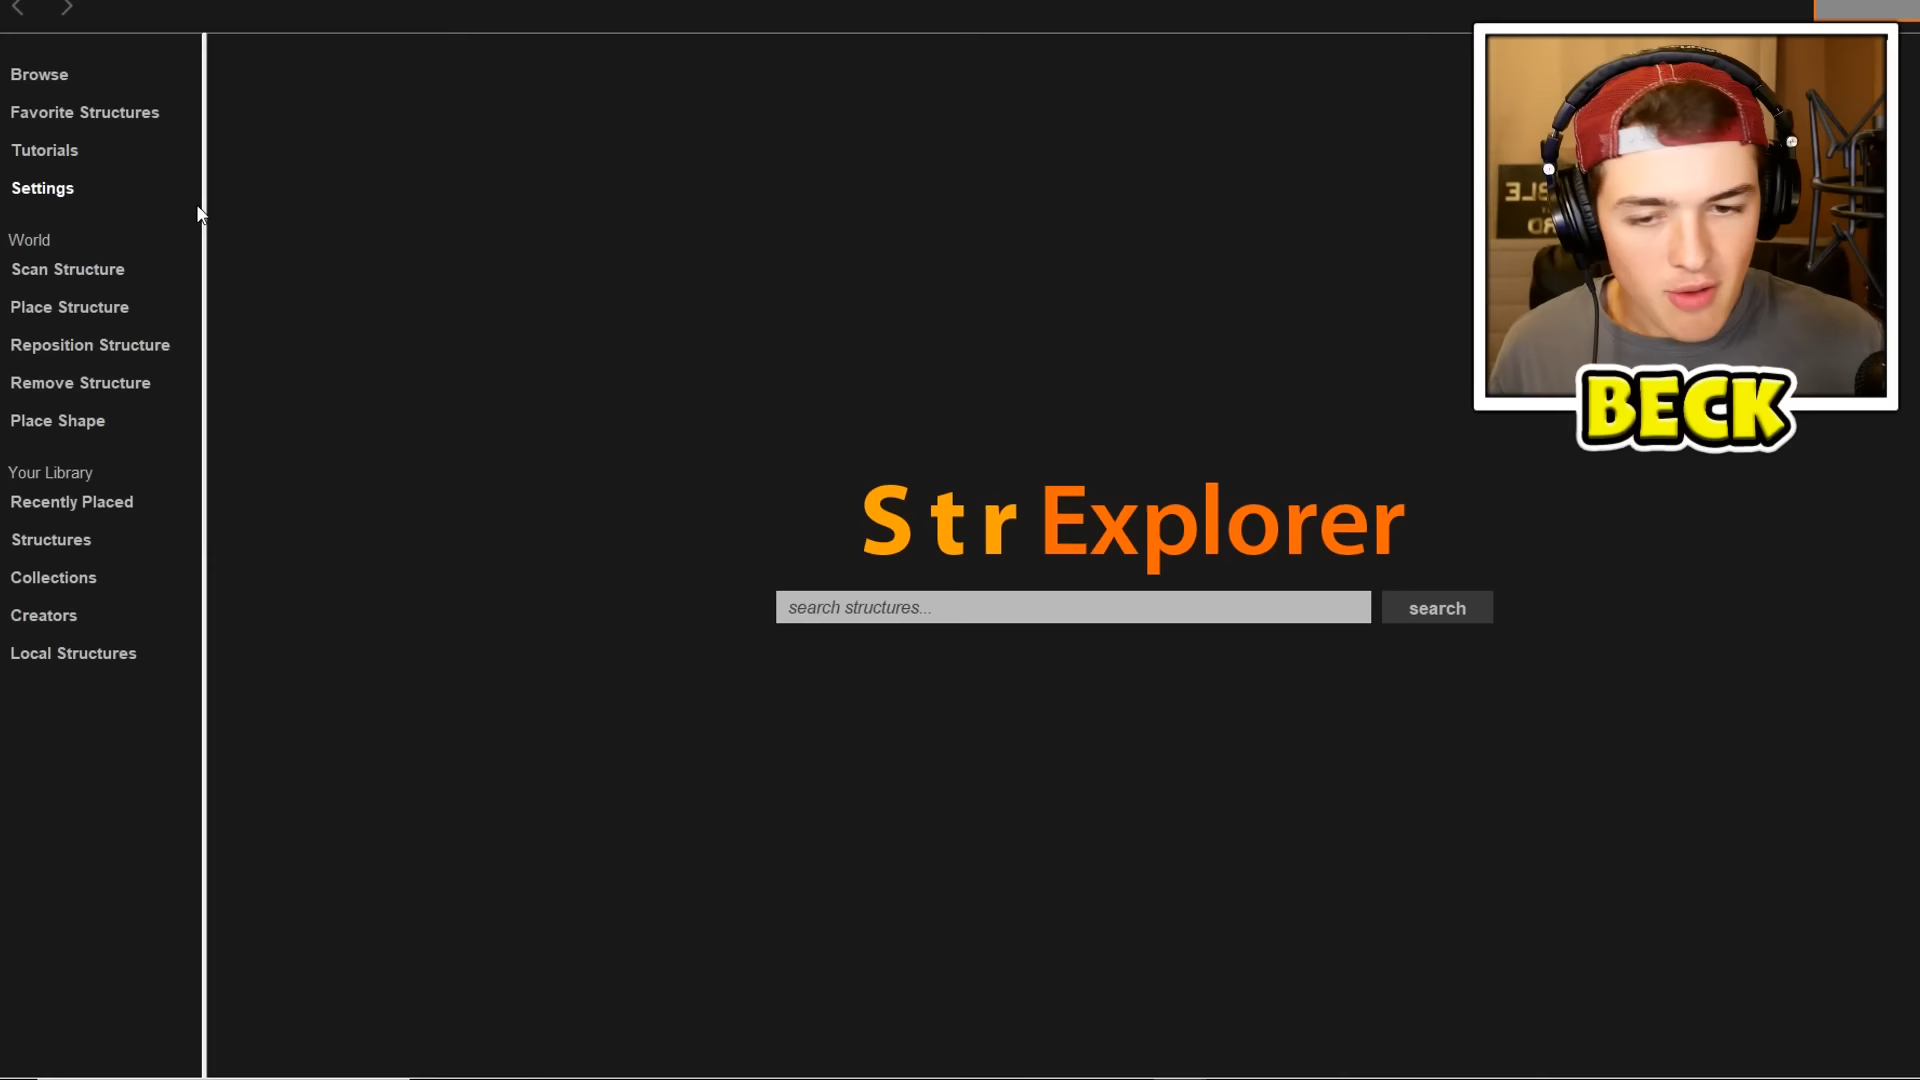 Browse
Favorite Structures
Tutorials
Settings
World
Scan Structure
Place Structure
Reposition Structure
Remove Structure
Place Shape
Your Library
Recently Placed
Structures
Collections
Creators
Local Structures
Str Explorer
search structures...
search
BECK